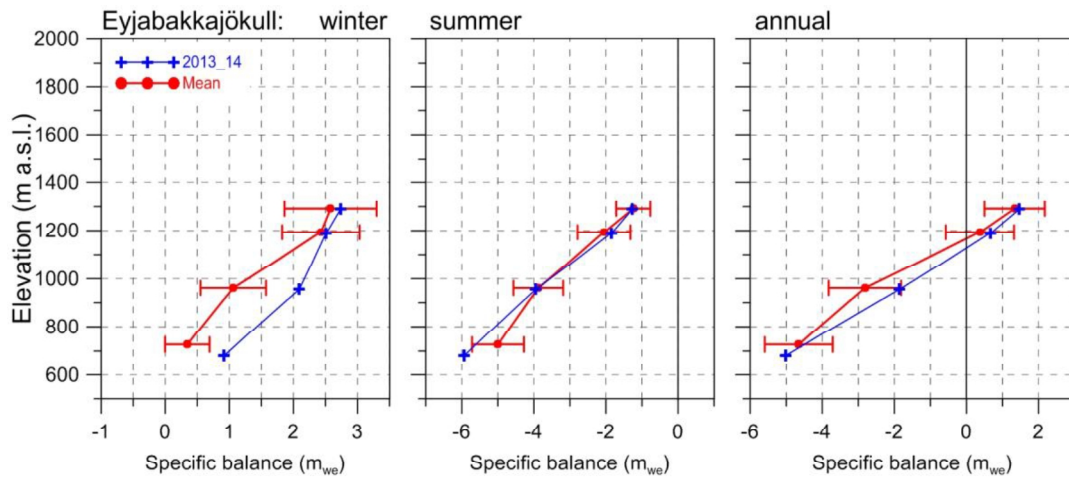 Eyjabakkajökull: winter summer annual
2013_14
Mean
Elevation (m a.s.l.)
2000
1800
1600
1400
1200
1000
800
600
-1 0 1 2 3
-6 -4 -2 0
-6 -4 -2 0 2
Specific balance (mwe) Specific balance (mwe) Specific balance (mwe)